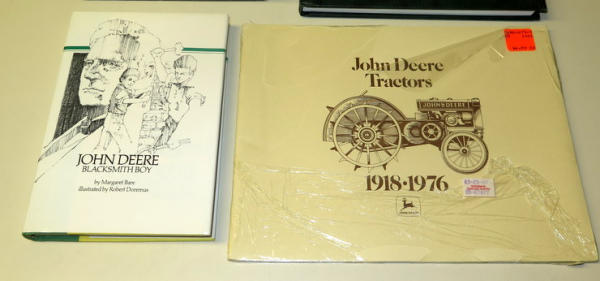 JOHN DEERE
BLACKSMITH BOY
by Margaret Bare
illustrated by Robert Doremus
John Deere
Tractors
JOHN DEERE
1918·1976